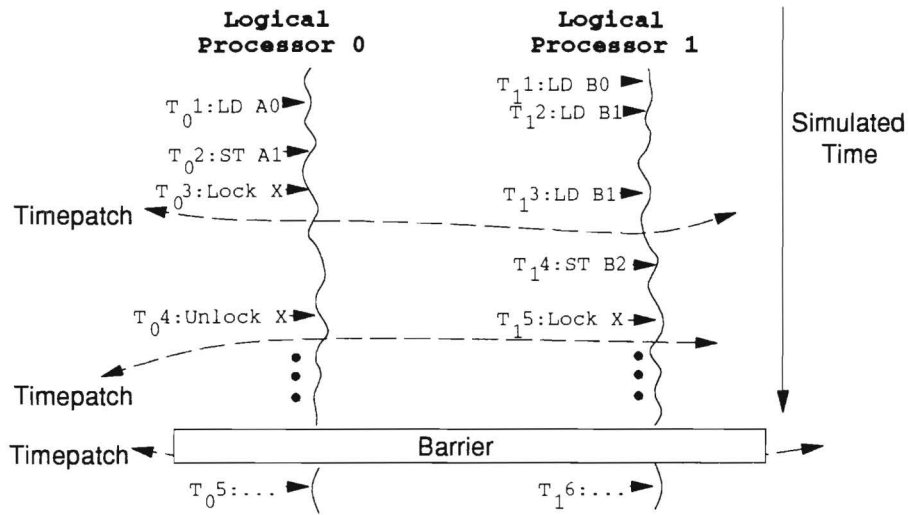 Logical
Processor 0
Logical
Processor 1
T₁1:LD B0
T₀1:LD A0
T₁2:LD B1
Simulated
Time
T₀2:ST A1
T₀3:Lock X
T₁3:LD B1
Timepatch
T₁4:ST B2
T₀4:Unlock X
T₁5:Lock X
Timepatch
Barrier
Timepatch
T₀5:...
T₁6:...